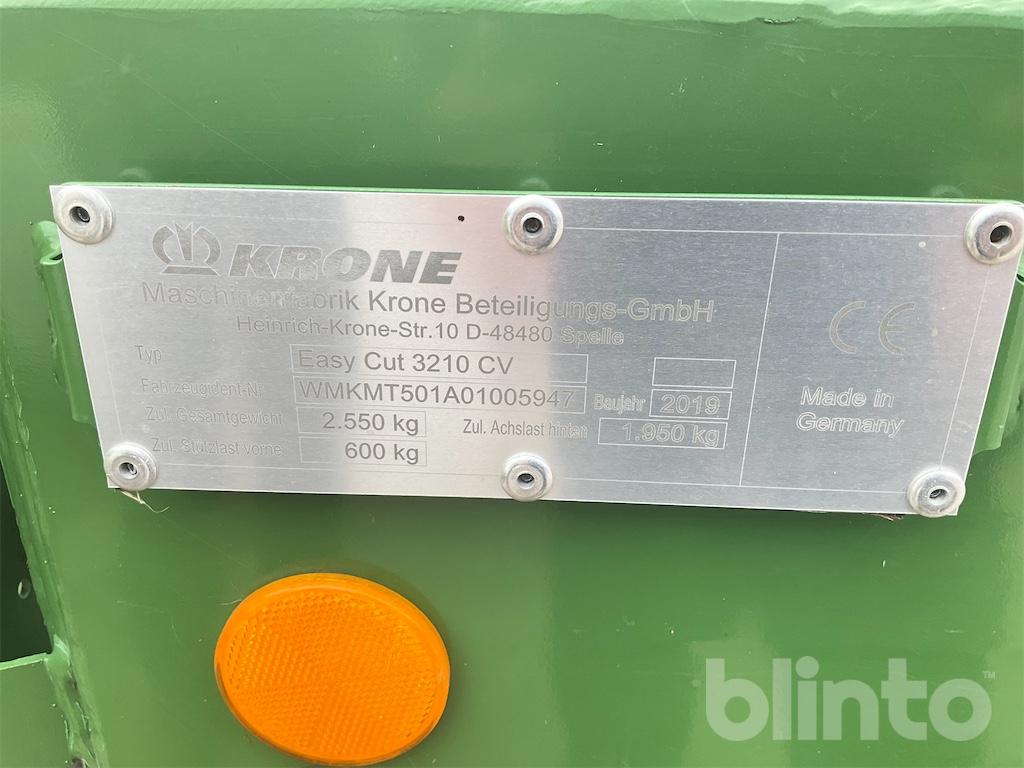 KRONE
Maschinenfabrik Krone Beteiligungs-GmbH
Heinrich-Krone-Str.10 D-48480 Spelle
Typ Easy Cut 3210 CV
Fahrzeugident-Nr WMKMT501A01005947 Baujahr 2019
Zul. Gesamtgewicht 2.550 kg Zul. Achslast hinten 1.950 kg
Zul. Stützlast vorne 600 kg
CE
Made in
Germany
blinto™